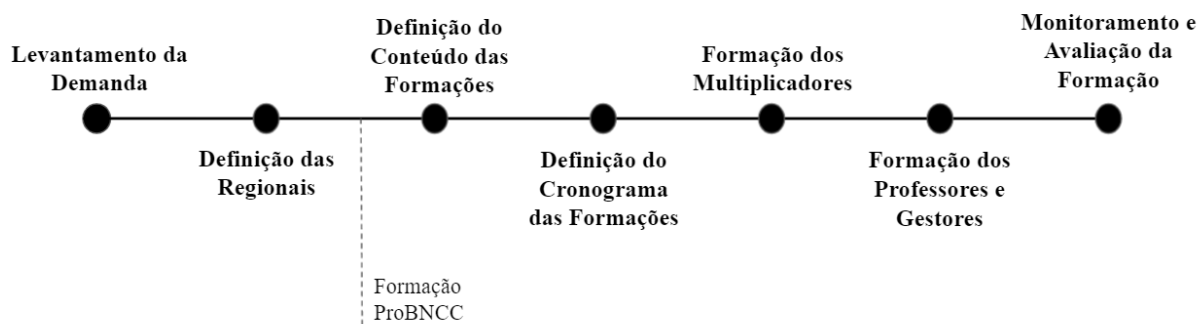 Levantamento da
Demanda
Definição das
Regionais
Definição do
Conteúdo das
Formações
Definição do
Cronograma
das Formações
Formação dos
Multiplicadores
Formação dos
Professores e
Gestores
Monitoramento e
Avaliação da
Formação
Formação
ProBNCC